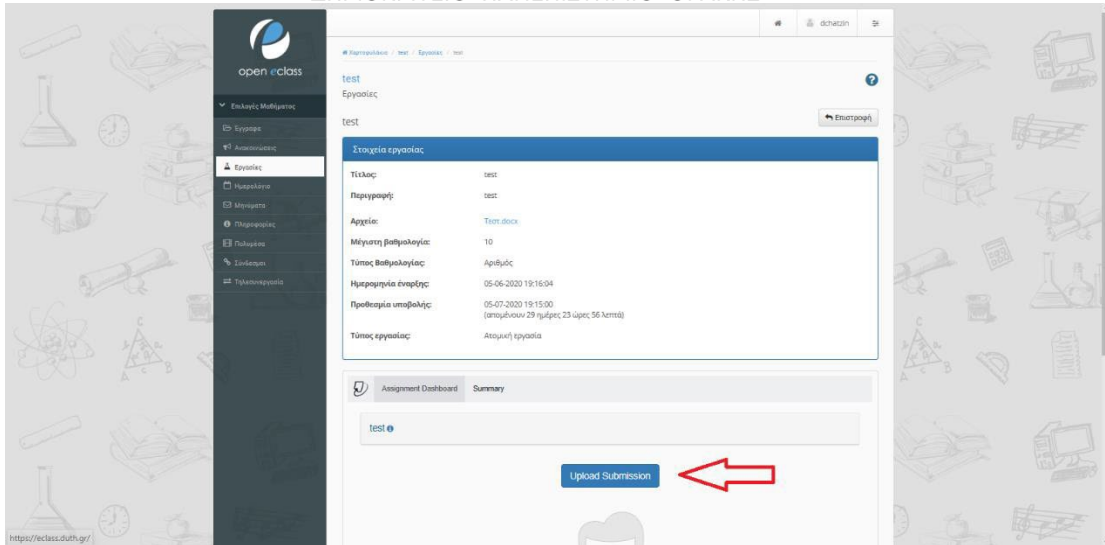 dchatzin
Χαρτοφυλάκιο / test / Εργασίες / test
open eclass
test
Εργασίες
Επιλογές Μαθήματος
test
Επιστροφή
Έγγραφα
Ανακοινώσεις
Εργασίες
Ημερολόγιο
Μηνύματα
Πληροφορίες
Πολυμέσα
Σύνδεσμοι
Τηλεσυνεργασία
Στοιχεία εργασίας
Τίτλος: test
Περιγραφή: test
Αρχείο: Τεστ.docx
Μέγιστη βαθμολογία: 10
Τύπος Βαθμολογίας: Αριθμός
Ημερομηνία έναρξης: 05-06-2020 19:16:04
Προθεσμία υποβολής: 05-07-2020 19:15:00
(απομένουν 29 ημέρες 23 ώρες 56 λεπτά)
Τύπος εργασίας: Ατομική εργασία
Assignment Dashboard Summary
test
Upload Submission
https://eclass.duth.gr/